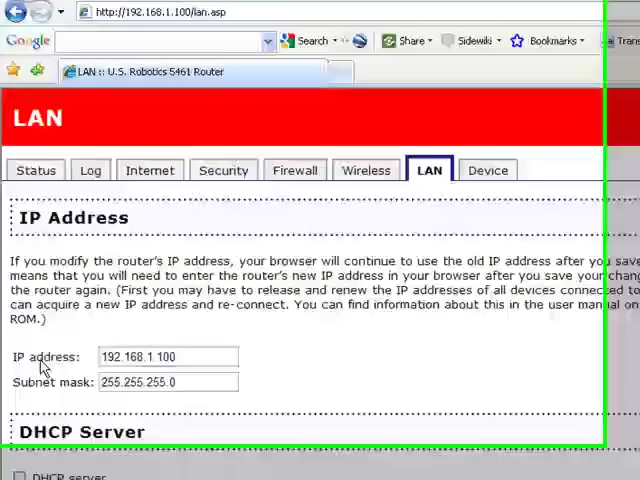 http://192.168.1.100/lan.asp
Google Search Share Sidewiki Bookmarks Trans
LAN :: U.S. Robotics 5461 Router
LAN
Status Log Internet Security Firewall Wireless LAN Device
IP Address
If you modify the router's IP address, your browser will continue to use the old IP address after you save
means that you will need to enter the router's new IP address in your browser after you save your chang
the router again. (First you may have to release and renew the IP addresses of all devices connected to
can acquire a new IP address and re-connect. You can find information about this in the user manual on
ROM.)
IP address: 192.168.1.100
Subnet mask: 255.255.255.0
DHCP Server
DHCP server